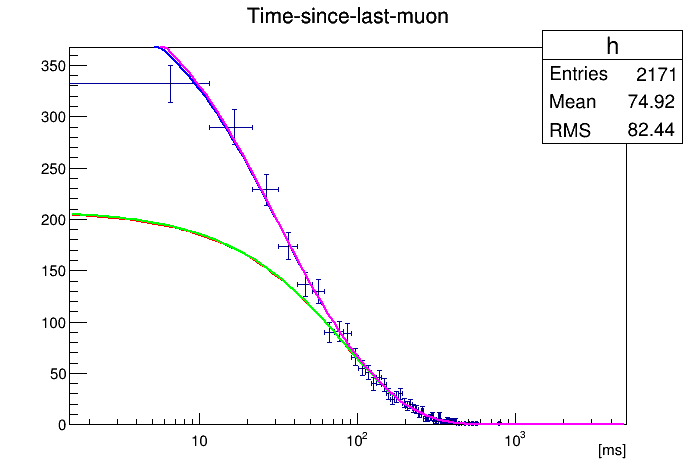 Time-since-last-muon
h
Entries 2171
Mean 74.92
RMS 82.44
350
300
250
200
150
100
50
0
10 10² 10³
[ms]